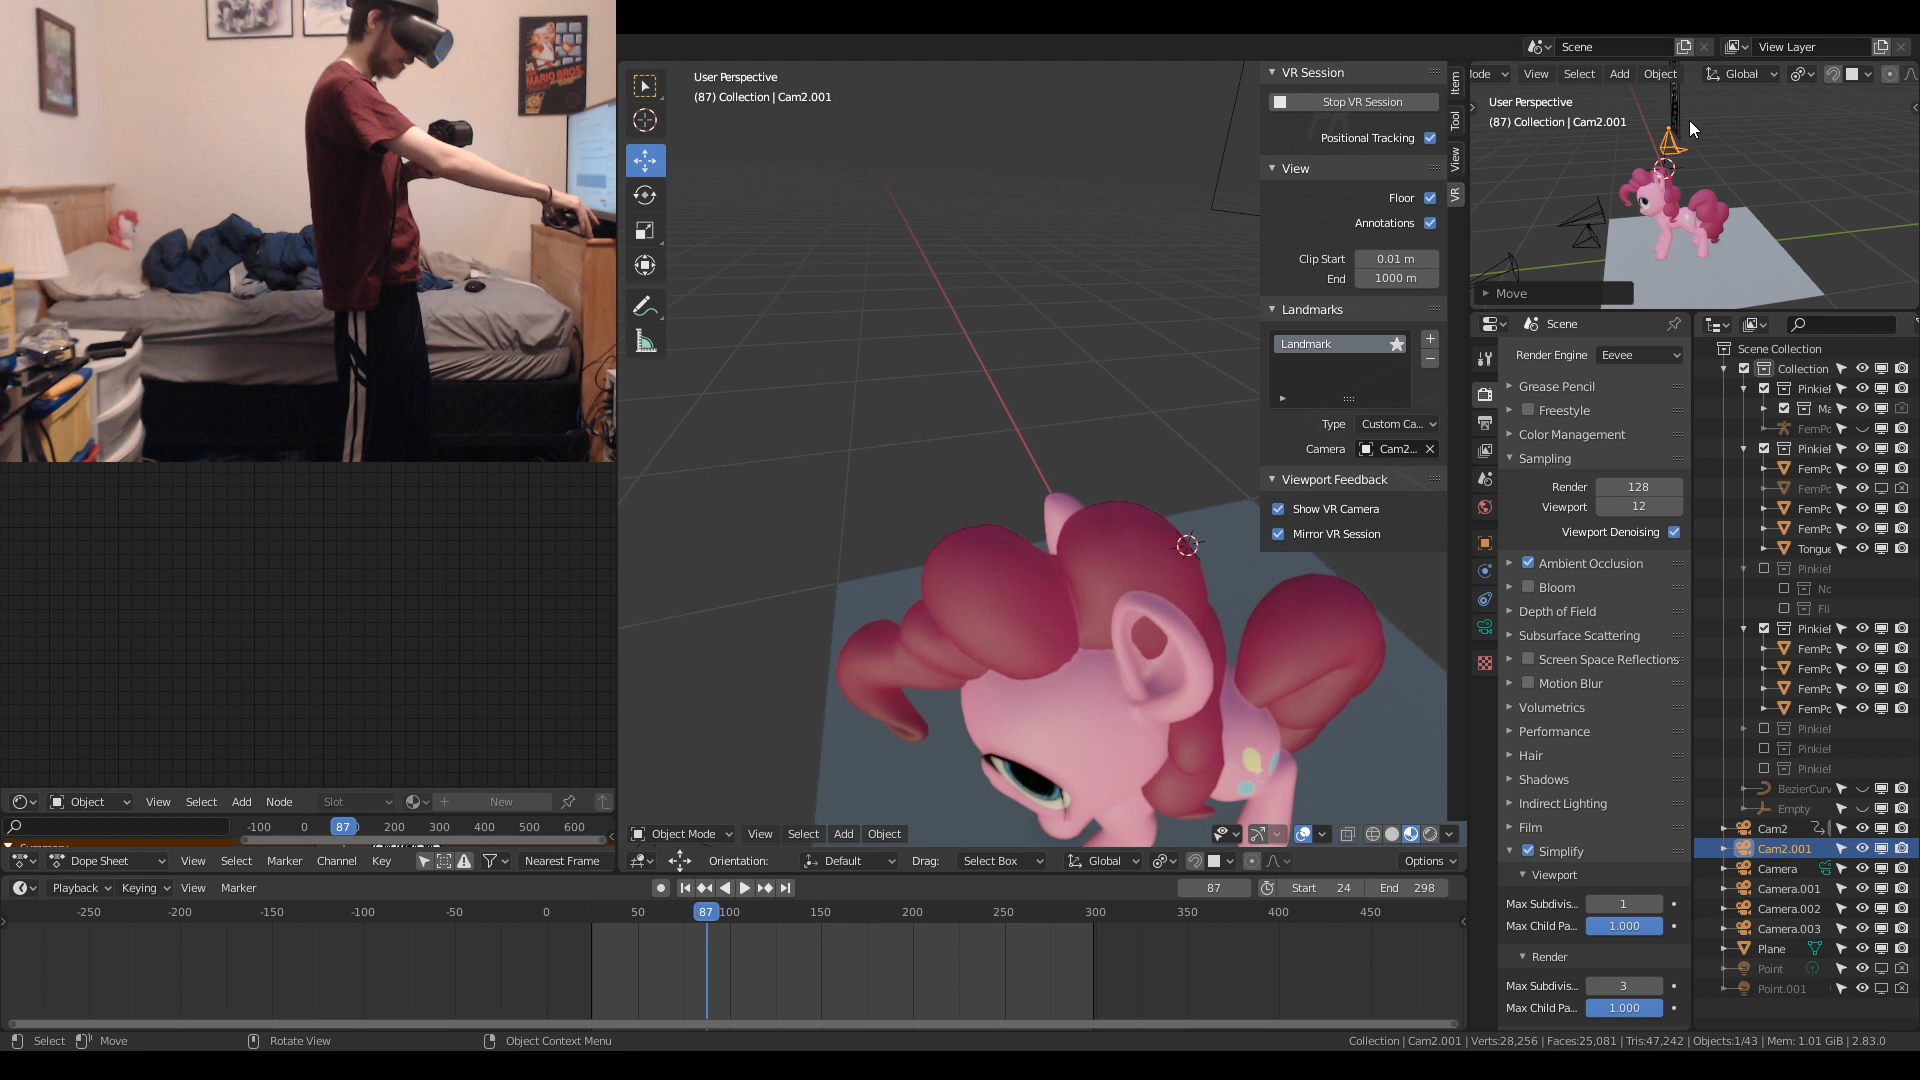 MARIO BROS.
Scene
View Layer
User Perspective
(87) Collection | Cam2.001
VR Session
Stop VR Session
Positional Tracking
View
Floor
Annotations
Clip Start 0.01 m
End 1000 m
Landmarks
Landmark
Type Custom Ca...
Camera Cam2...
Viewport Feedback
Show VR Camera
Mirror VR Session
Item
Tool
View
VR
Object Mode View Select Add Object
Orientation: Default Drag: Select Box Global Options
View Select Add Object Global
User Perspective
(87) Collection | Cam2.001
Move
Scene
Render Engine Eevee
Grease Pencil
Freestyle
Color Management
Sampling
Render 128
Viewport 12
Viewport Denoising
Ambient Occlusion
Bloom
Depth of Field
Subsurface Scattering
Screen Space Reflections
Motion Blur
Volumetrics
Performance
Hair
Shadows
Indirect Lighting
Film
Simplify
Viewport
Max Subdivis... 1
Max Child Pa... 1.000
Render
Max Subdivis... 3
Max Child Pa... 1.000
Scene Collection
Collection
Cam2
Cam2.001
Camera
Camera.001
Camera.002
Camera.003
Plane
Point
Point.001
Empty
Tongue
Object View Select Add Node Slot New
-100 0 87 200 300 400 500 600
Dope Sheet View Select Marker Channel Key Nearest Frame
Playback Keying View Marker 87 Start 24 End 298
-250 -200 -150 -100 -50 0 50 87 100 150 200 250 300 350 400 450
Select Move Rotate View Object Context Menu
Collection | Cam2.001 | Verts:28,256 | Faces:25,081 | Tris:47,242 | Objects:1/43 | Mem: 1.01 GiB | 2.83.0